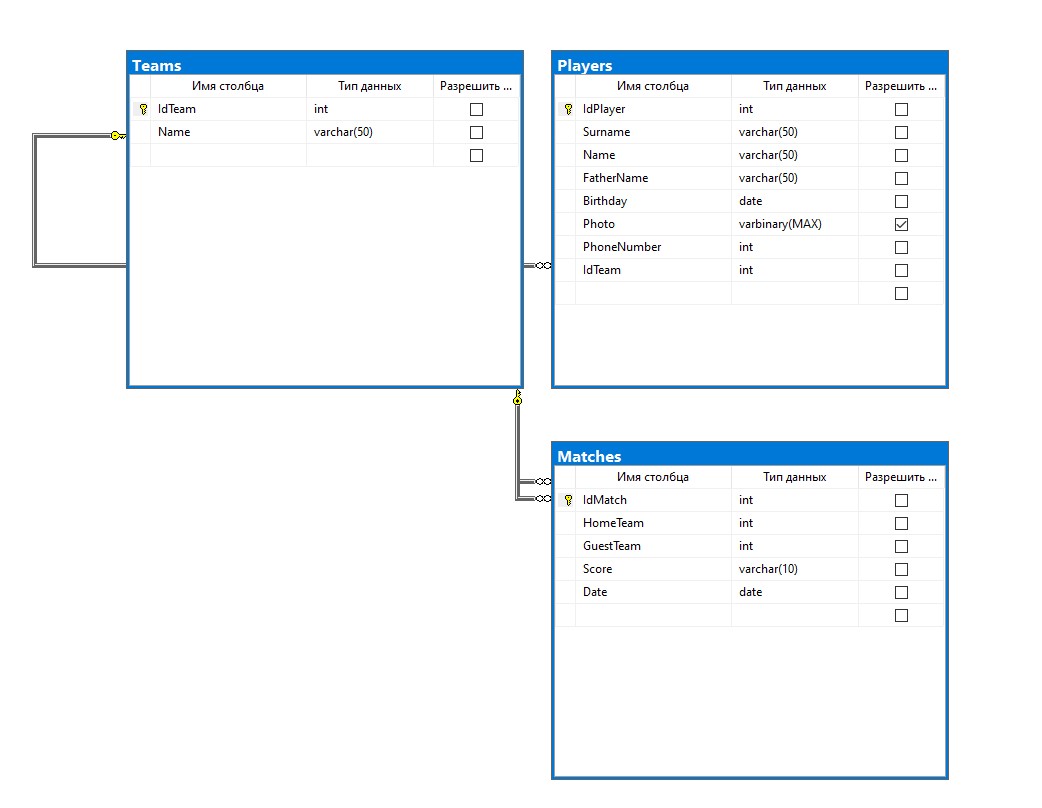 Teams
Имя столбца Тип данных Разрешить ...
IdTeam int
Name varchar(50)
Players
Имя столбца Тип данных Разрешить ...
IdPlayer int
Surname varchar(50)
Name varchar(50)
FatherName varchar(50)
Birthday date
Photo varbinary(MAX)
PhoneNumber int
IdTeam int
Matches
Имя столбца Тип данных Разрешить ...
IdMatch int
HomeTeam int
GuestTeam int
Score varchar(10)
Date date